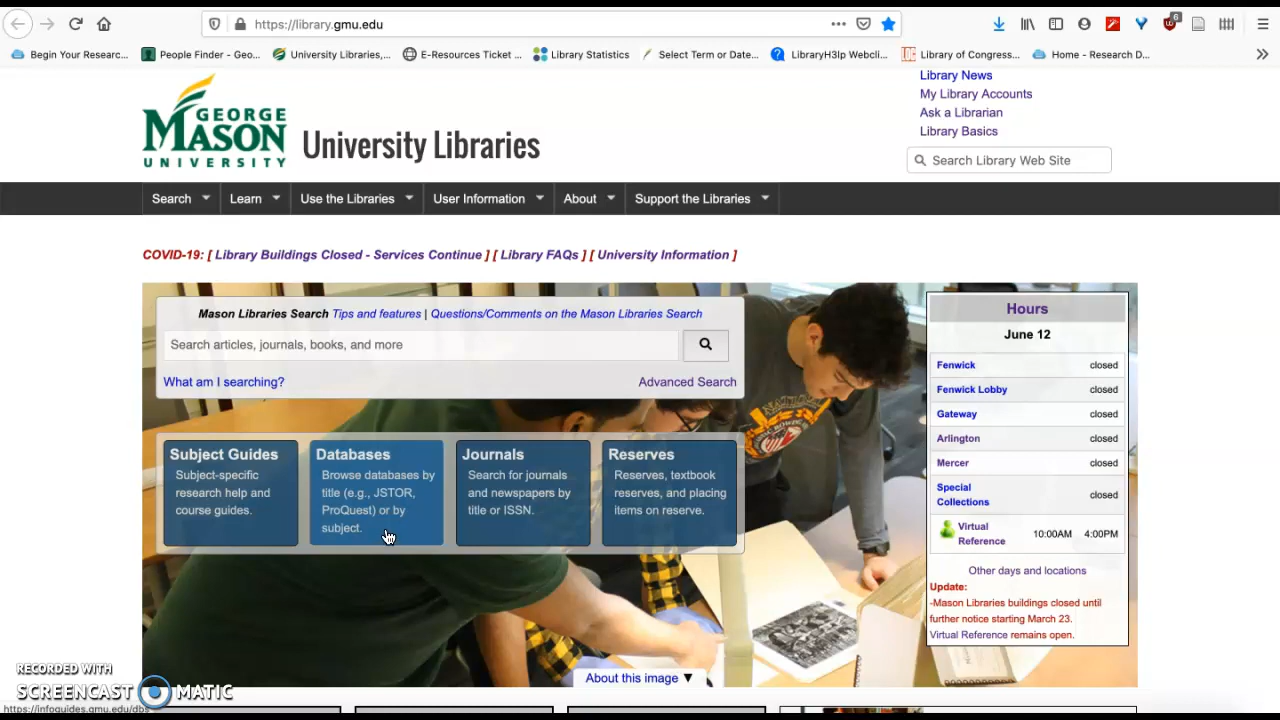 https://library.gmu.edu
6
Begin Your Researc...
People Finder - Geo...
University Libraries,...
E-Resources Ticket ...
Library Statistics
Select Term or Date...
LibraryH3lp Webcli...
Library of Congress...
Home - Research D...
GEORGE
MASON
UNIVERSITY
University Libraries
Library News
My Library Accounts
Ask a Librarian
Library Basics
Search Library Web Site
Search
Learn
Use the Libraries
User Information
About
Support the Libraries
COVID-19: [ Library Buildings Closed - Services Continue ] [ Library FAQs ] [ University Information ]
Mason Libraries Search Tips and features | Questions/Comments on the Mason Libraries Search
Search articles, journals, books, and more
What am I searching?
Advanced Search
Subject Guides
Subject-specific
research help and
course guides.
Databases
Browse databases by
title (e.g., JSTOR,
ProQuest) or by
subject.
Journals
Search for journals
and newspapers by
title or ISSN.
Reserves
Reserves, textbook
reserves, and placing
items on reserve.
Hours
June 12
Fenwick closed
Fenwick Lobby closed
Gateway closed
Arlington closed
Mercer closed
Special
Collections closed
Virtual
Reference 10:00AM 4:00PM
Other days and locations
Update:
-Mason Libraries buildings closed until
further notice starting March 23.
Virtual Reference remains open.
About this image ▼
RECORDED WITH
SCREENCAST MATIC
https://infoguides.gmu.edu/dbs